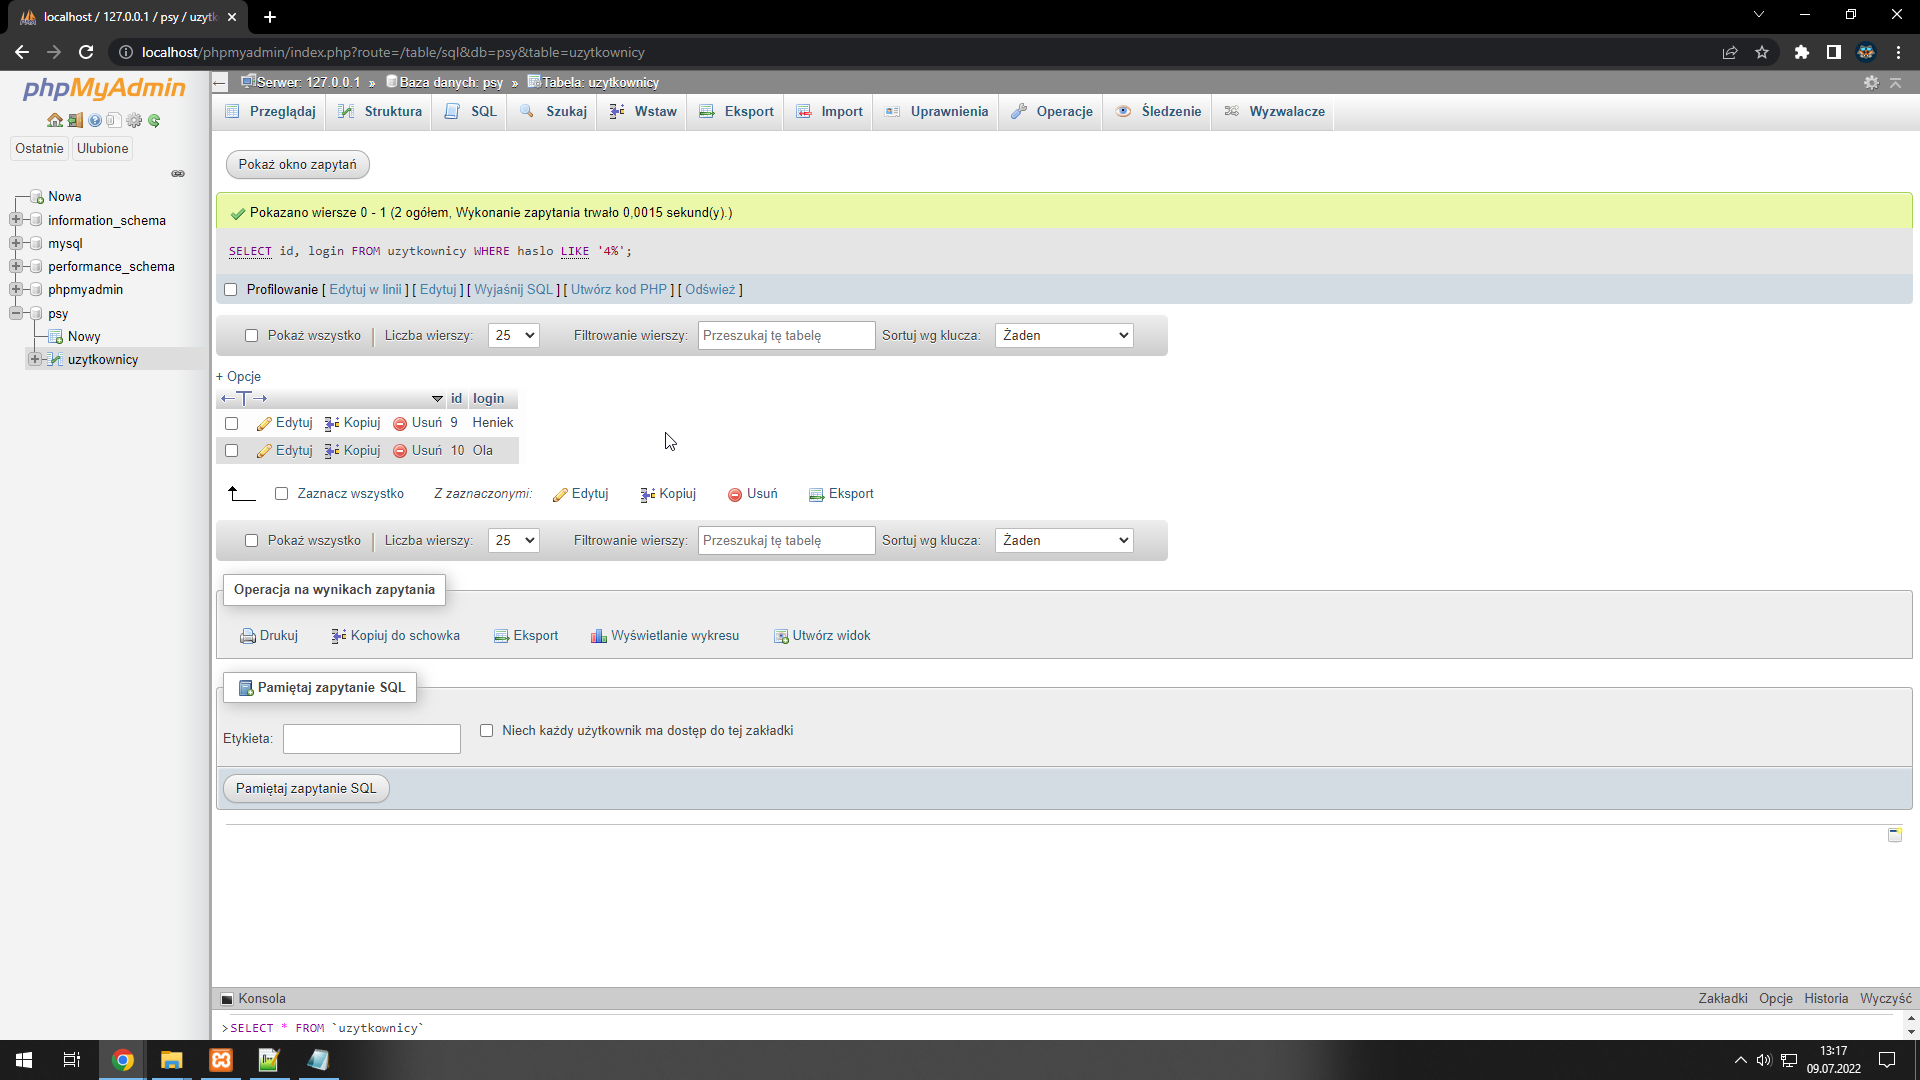 localhost / 127.0.0.1 / psy / uzytk
localhost/phpmyadmin/index.php?route=/table/sql&db=psy&table=uzytkownicy
phpMyAdmin
Ostatnie Ulubione
Nowa
information_schema
mysql
performance_schema
phpmyadmin
psy
Nowy
uzytkownicy
Serwer: 127.0.0.1 » Baza danych: psy » Tabela: uzytkownicy
Przeglądaj Struktura SQL Szukaj Wstaw Eksport Import Uprawnienia Operacje Śledzenie Wyzwalacze
Pokaż okno zapytań
Pokazano wiersze 0 - 1 (2 ogółem, Wykonanie zapytania trwało 0,0015 sekund(y).)
SELECT id, login FROM uzytkownicy WHERE haslo LIKE '4%';
Profilowanie [ Edytuj w linii ] [ Edytuj ] [ Wyjaśnij SQL ] [ Utwórz kod PHP ] [ Odśwież ]
Pokaż wszystko | Liczba wierszy: 25 Filtrowanie wierszy: Przeszukaj tę tabelę Sortuj wg klucza: Żaden
+ Opcje
←T→ id login
Edytuj Kopiuj Usuń 9 Heniek
Edytuj Kopiuj Usuń 10 Ola
Zaznacz wszystko Z zaznaczonymi: Edytuj Kopiuj Usuń Eksport
Pokaż wszystko | Liczba wierszy: 25 Filtrowanie wierszy: Przeszukaj tę tabelę Sortuj wg klucza: Żaden
Operacja na wynikach zapytania
Drukuj Kopiuj do schowka Eksport Wyświetlanie wykresu Utwórz widok
Pamiętaj zapytanie SQL
Etykieta: Niech każdy użytkownik ma dostęp do tej zakładki
Pamiętaj zapytanie SQL
Konsola Zakładki Opcje Historia Wyczyść
>SELECT * FROM `uzytkownicy`
13:17
09.07.2022